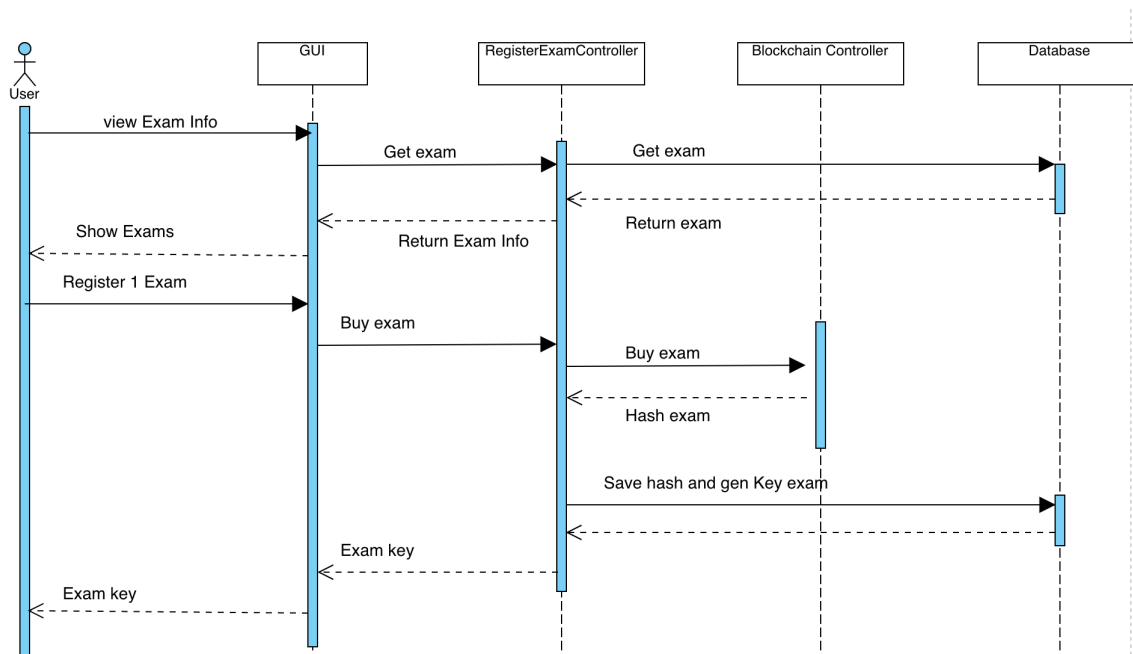 GUI
RegisterExamController
Blockchain Controller
Database
User
view Exam Info
Get exam
Get exam
Return exam
Show Exams
Return Exam Info
Register 1 Exam
Buy exam
Buy exam
Hash exam
Save hash and gen Key exam
Exam key
Exam key